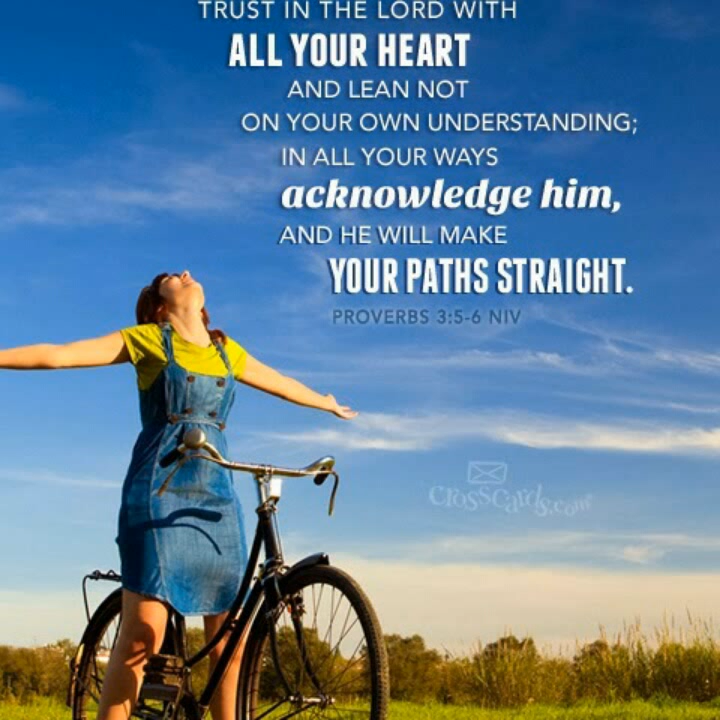 TRUST IN THE LORD WITH
ALL YOUR HEART
AND LEAN NOT
ON YOUR OWN UNDERSTANDING;
IN ALL YOUR WAYS
acknowledge him,
AND HE WILL MAKE
YOUR PATHS STRAIGHT.
PROVERBS 3:5-6 NIV
crosscards.com